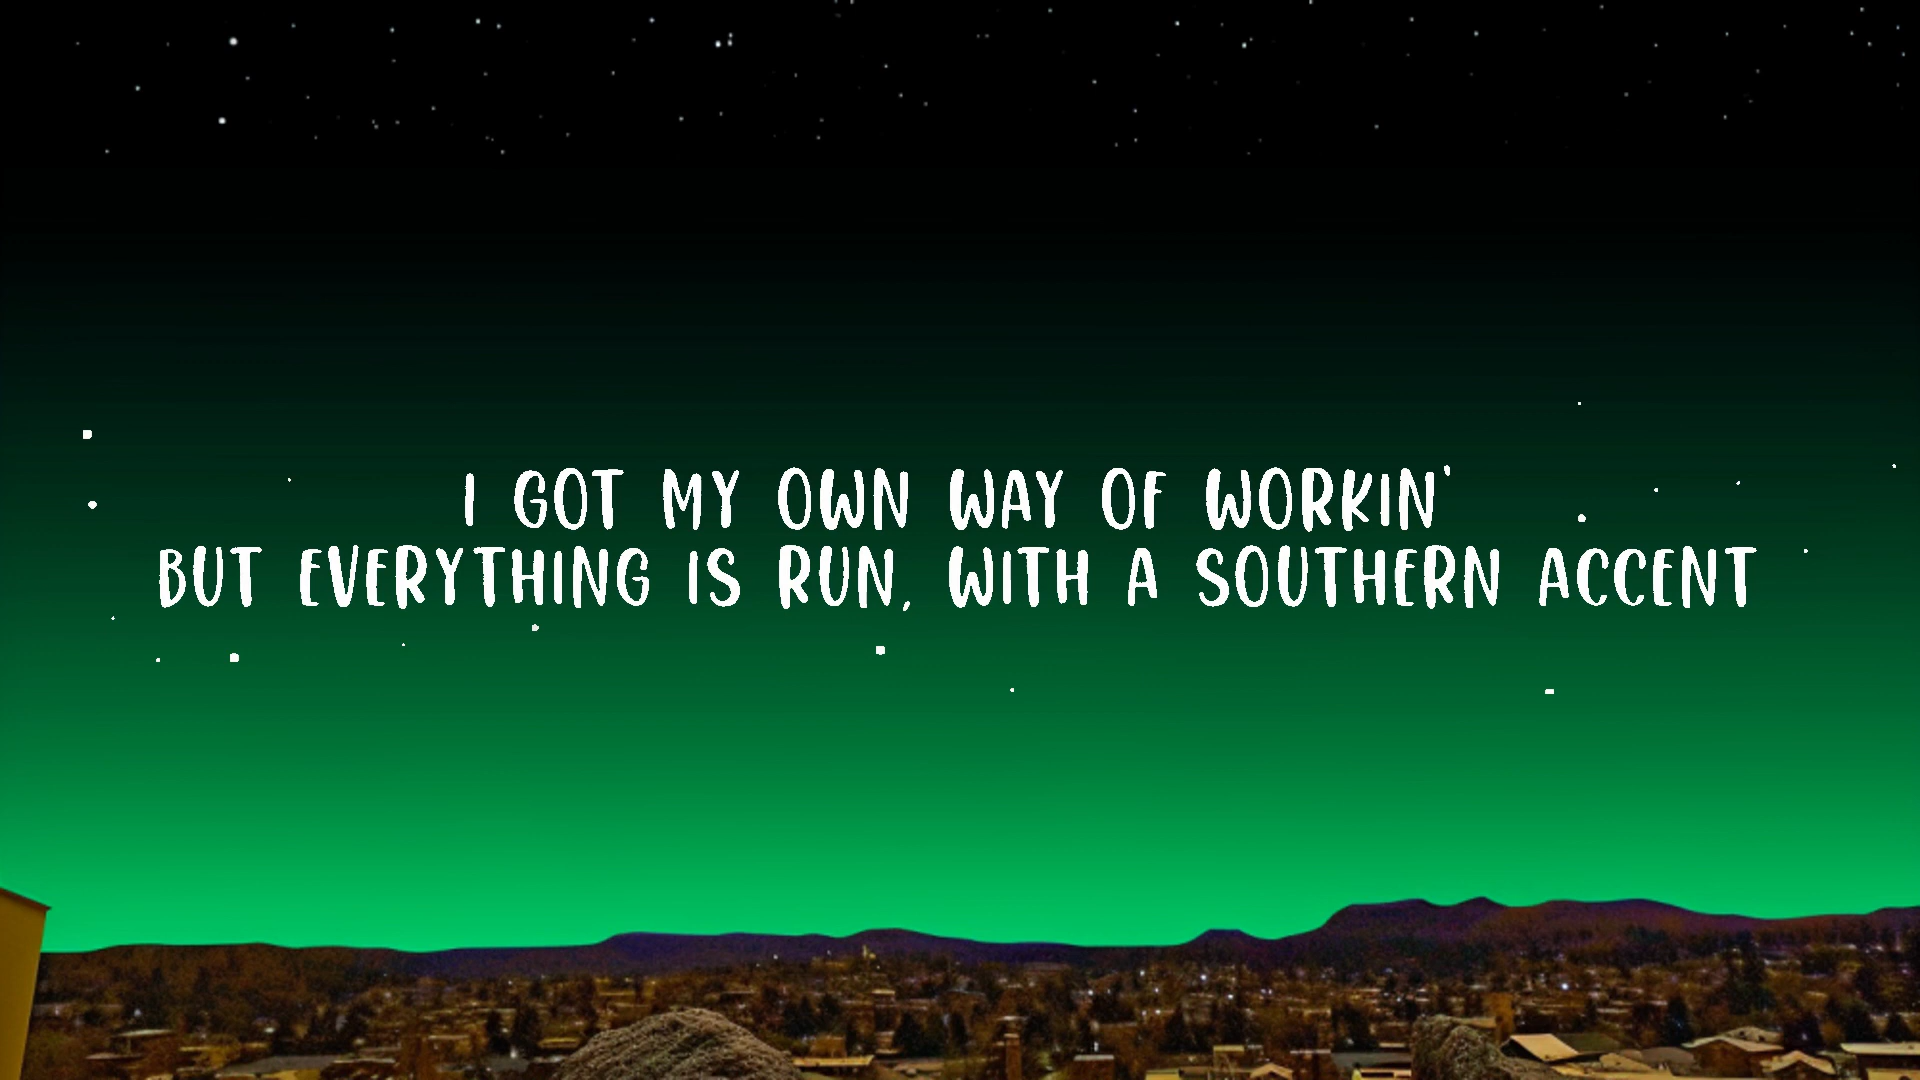 I GOT MY OWN WAY OF WORKIN'
BUT EVERYTHING IS RUN, WITH A SOUTHERN ACCENT